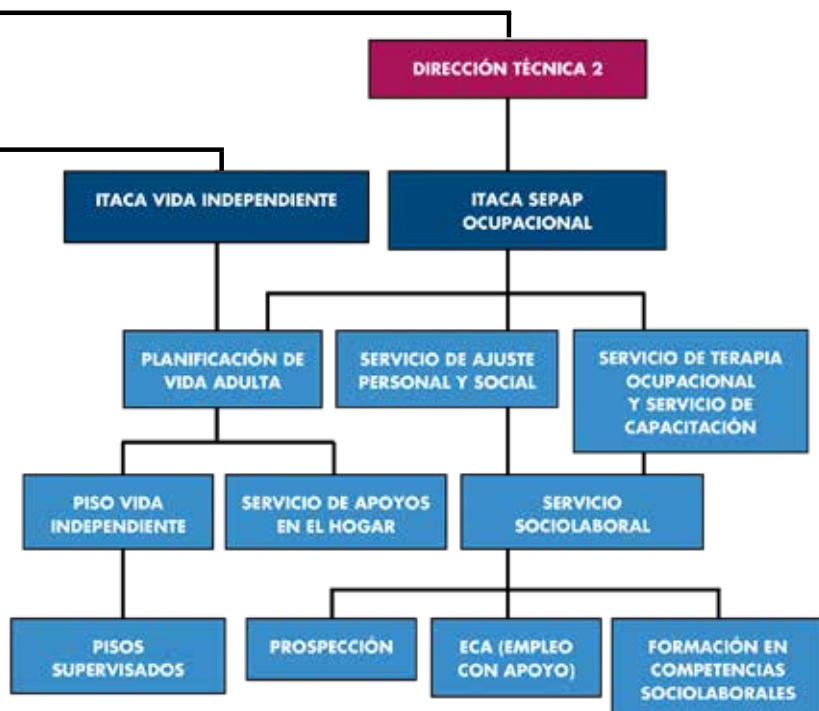 DIRECCIÓN TÉCNICA 2
ITACA VIDA INDEPENDIENTE
ITACA SEPAP
OCUPACIONAL
PLANIFICACIÓN DE
VIDA ADULTA
SERVICIO DE AJUSTE
PERSONAL Y SOCIAL
SERVICIO DE TERAPIA
OCUPACIONAL
Y SERVICIO DE
CAPACITACIÓN
PISO VIDA
INDEPENDIENTE
SERVICIO DE APOYOS
EN EL HOGAR
SERVICIO
SOCIOLABORAL
PISOS
SUPERVISADOS
PROSPECCIÓN
ECA (EMPLEO
CON APOYO)
FORMACIÓN EN
COMPETENCIAS
SOCIOLABORALES